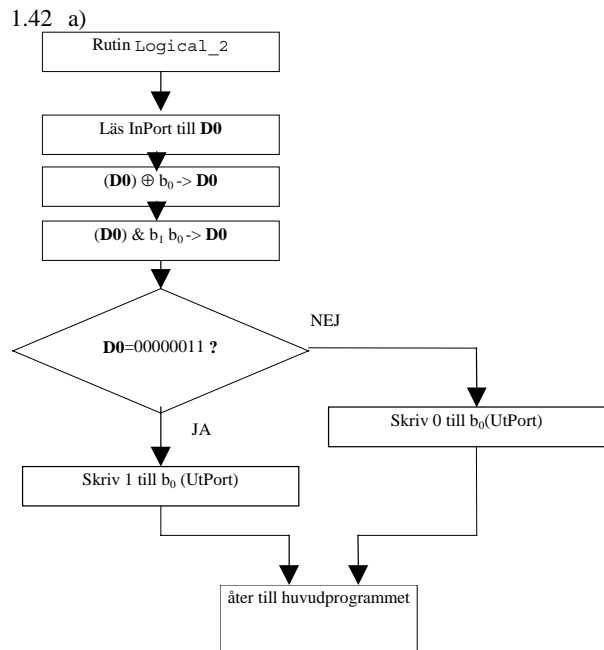 1.42 a)
Rutin Logical_2
Läs InPort till D0
(D0) ⊕ b₀ -> D0
(D0) & b₁ b₀ -> D0
NEJ
D0=00000011 ?
Skriv 0 till b₀(UtPort)
JA
Skriv 1 till b₀ (UtPort)
åter till huvudprogrammet